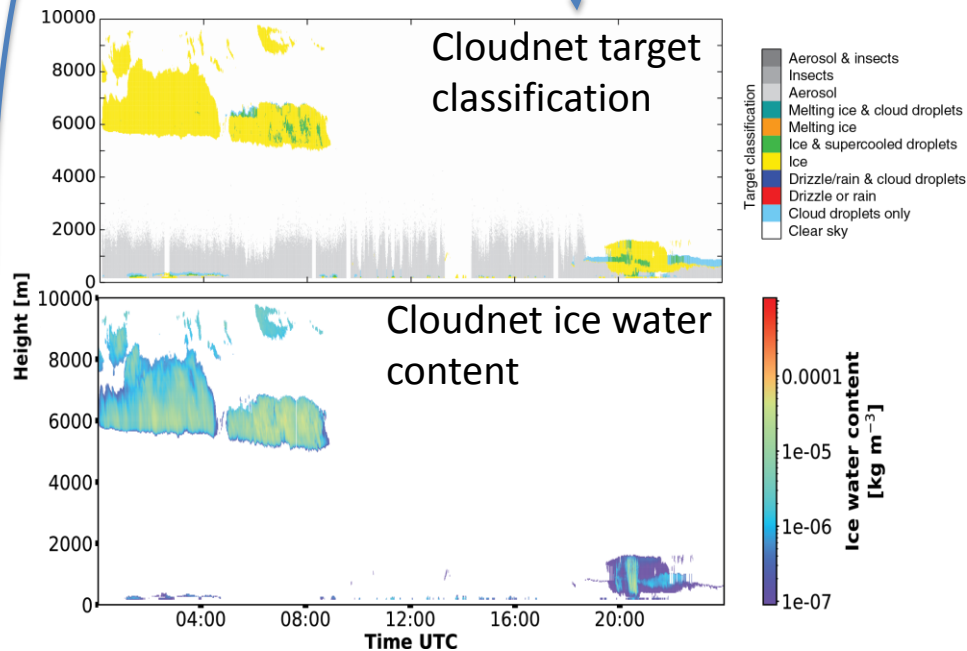 10000
8000
6000
4000
2000
0
Cloudnet target
classification
Target classification
Aerosol & insects
Insects
Aerosol
Melting ice & cloud droplets
Melting ice
Ice & supercooled droplets
Ice
Drizzle/rain & cloud droplets
Drizzle or rain
Cloud droplets only
Clear sky
Height [m]
10000
8000
6000
4000
2000
0
Cloudnet ice water
content
04:00 08:00 12:00 16:00 20:00
Time UTC
0.0001
1e-05
1e-06
1e-07
Ice water content
[kg m⁻³]